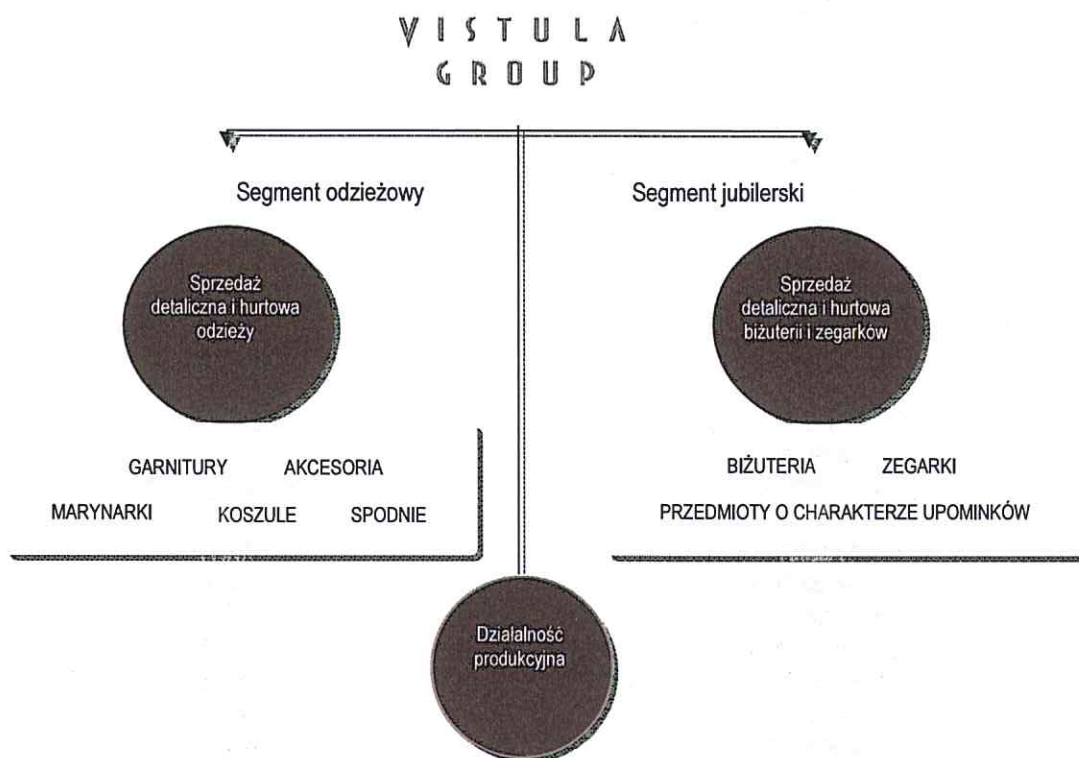 VISTULA
GROUP
Segment odzieżowy
Segment jubilerski
Sprzedaż
detaliczna i hurtowa
odzieży
Sprzedaż
detaliczna i hurtowa
biżuterii i zegarków
GARNITURY AKCESORIA
MARYNARKI KOSZULE SPODNIE
BIŻUTERIA ZEGARKI
PRZEDMIOTY O CHARAKTERZE UPOMINKÓW
Działalność
produkcyjna